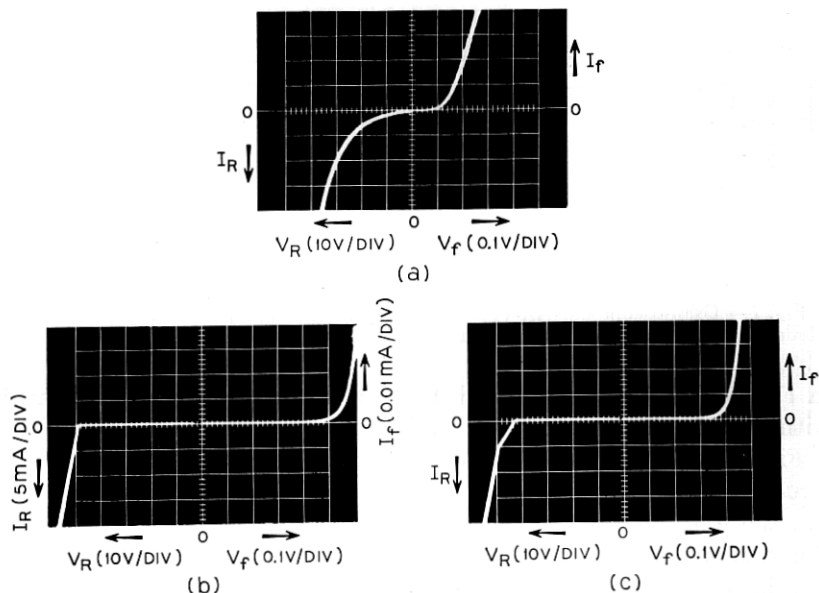 I_f
0
0
I_R
0
V_R (10V/DIV)
V_f (0.1V/DIV)
(a)
I_R (5mA/DIV)
0
I_f (0.01mA/DIV)
0
0
V_R (10V/DIV)
V_f (0.1V/DIV)
(b)
0
I_R
I_f
0
0
V_R (10V/DIV)
V_f (0.1V/DIV)
(c)